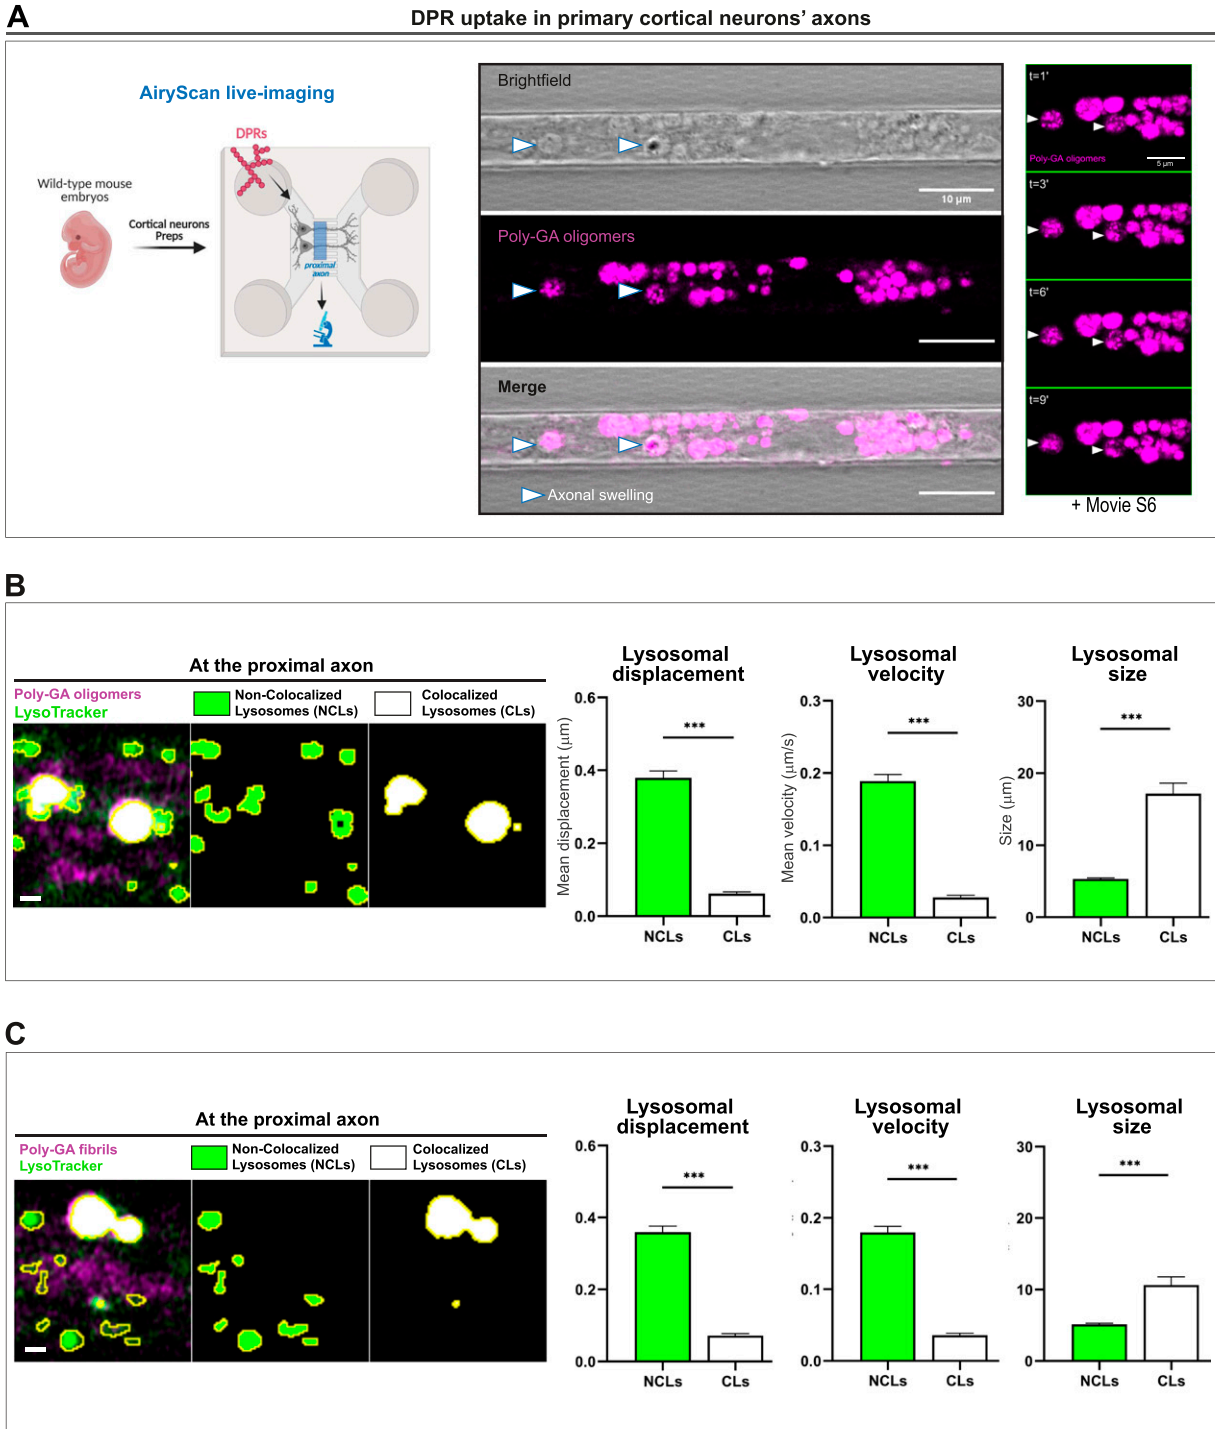 A
DPR uptake in primary cortical neurons' axons
AiryScan live-imaging
DPRs
Wild-type mouse
embryos
Cortical neurons
Preps
proximal
axon
Brightfield
10 µm
Poly-GA oligomers
Merge
Axonal swelling
t=1'
Poly-GA oligomers
5 µm
t=3'
t=6'
t=9'
+ Movie S6
B
At the proximal axon
Poly-GA oligomers
LysoTracker
Non-Colocalized
Lysosomes (NCLs)
Colocalized
Lysosomes (CLs)
Lysosomal
displacement
Mean displacement (µm)
0.6
0.4
0.2
0.0
***
NCLs
CLs
Lysosomal
velocity
Mean velocity (µm/s)
0.3
0.2
0.1
0.0
***
NCLs
CLs
Lysosomal
size
Size (µm)
30
20
10
0
***
NCLs
CLs
C
At the proximal axon
Poly-GA fibrils
LysoTracker
Non-Colocalized
Lysosomes (NCLs)
Colocalized
Lysosomes (CLs)
Lysosomal
displacement
0.6
0.4
0.2
0.0
***
NCLs
CLs
Lysosomal
velocity
0.3
0.2
0.1
0.0
***
NCLs
CLs
Lysosomal
size
30
20
10
0
***
NCLs
CLs